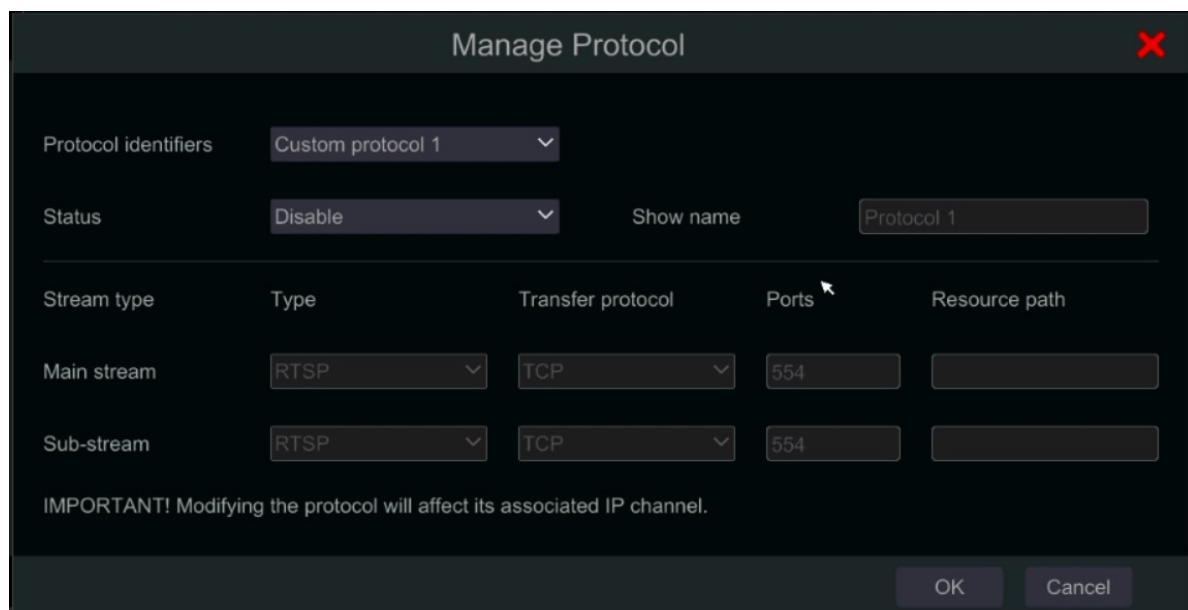 Manage Protocol
Protocol identifiers Custom protocol 1
Status Disable Show name Protocol 1
Stream type Type Transfer protocol Ports Resource path
Main stream RTSP TCP 554
Sub-stream RTSP TCP 554
IMPORTANT! Modifying the protocol will affect its associated IP channel.
OK Cancel